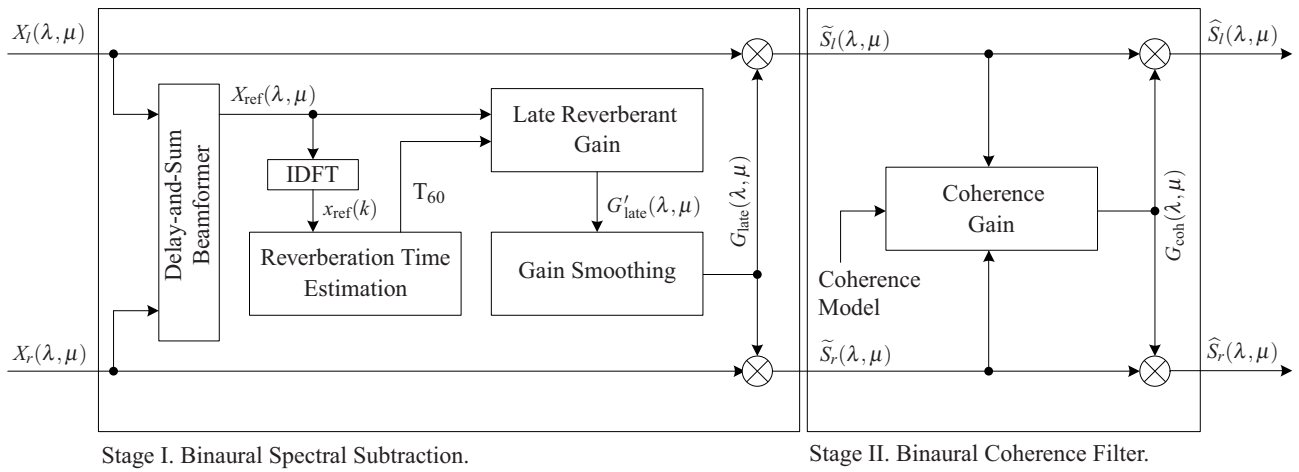 X_l(λ,μ)
X_ref(λ,μ)
Delay-and-Sum
Beamformer
IDFT
x_ref(k)
T_60
Reverberation Time
Estimation
Late Reverberant
Gain
G′_late(λ,μ)
Gain Smoothing
G_late(λ,μ)
X_r(λ,μ)
S̃_l(λ,μ)
S̃_r(λ,μ)
Coherence
Gain
Coherence
Model
G_coh(λ,μ)
Ŝ_l(λ,μ)
Ŝ_r(λ,μ)
Stage I. Binaural Spectral Subtraction.
Stage II. Binaural Coherence Filter.